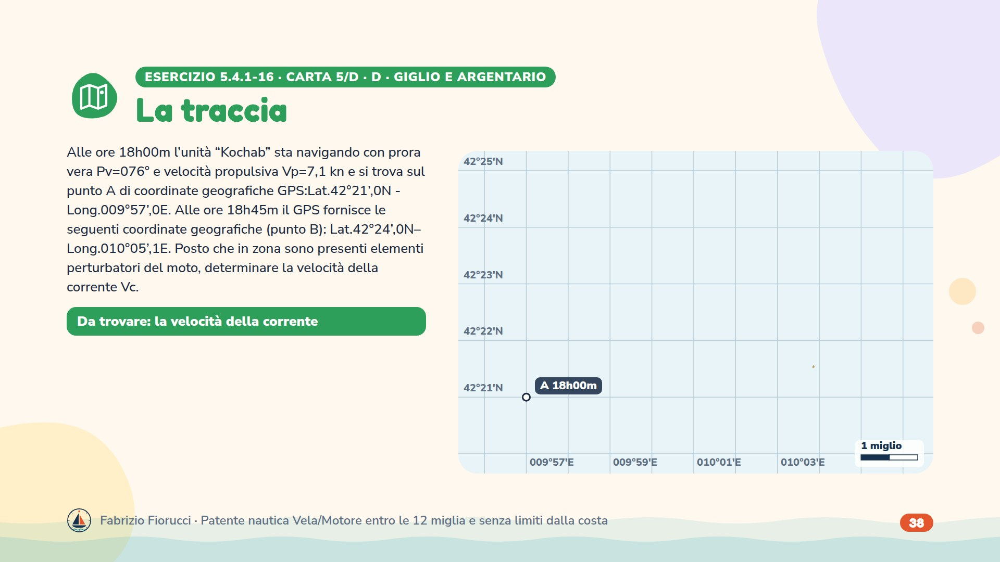 ESERCIZIO 5.4.1-16 · CARTA 5/D · D · GIGLIO E ARGENTARIO
La traccia
Alle ore 18h00m l’unità “Kochab” sta navigando con prora
vera Pv=076° e velocità propulsiva Vp=7,1 kn e si trova sul
punto A di coordinate geografiche GPS:Lat.42°21’,0N -
Long.009°57’,0E. Alle ore 18h45m il GPS fornisce le
seguenti coordinate geografiche (punto B): Lat.42°24’,0N–
Long.010°05’,1E. Posto che in zona sono presenti elementi
perturbatori del moto, determinare la velocità della
corrente Vc.
Da trovare: la velocità della corrente
42°25'N
42°24'N
42°23'N
42°22'N
42°21'N
A 18h00m
1 miglio
009°57'E
009°59'E
010°01'E
010°03'E
Fabrizio Fiorucci · Patente nautica Vela/Motore entro le 12 miglia e senza limiti dalla costa
38